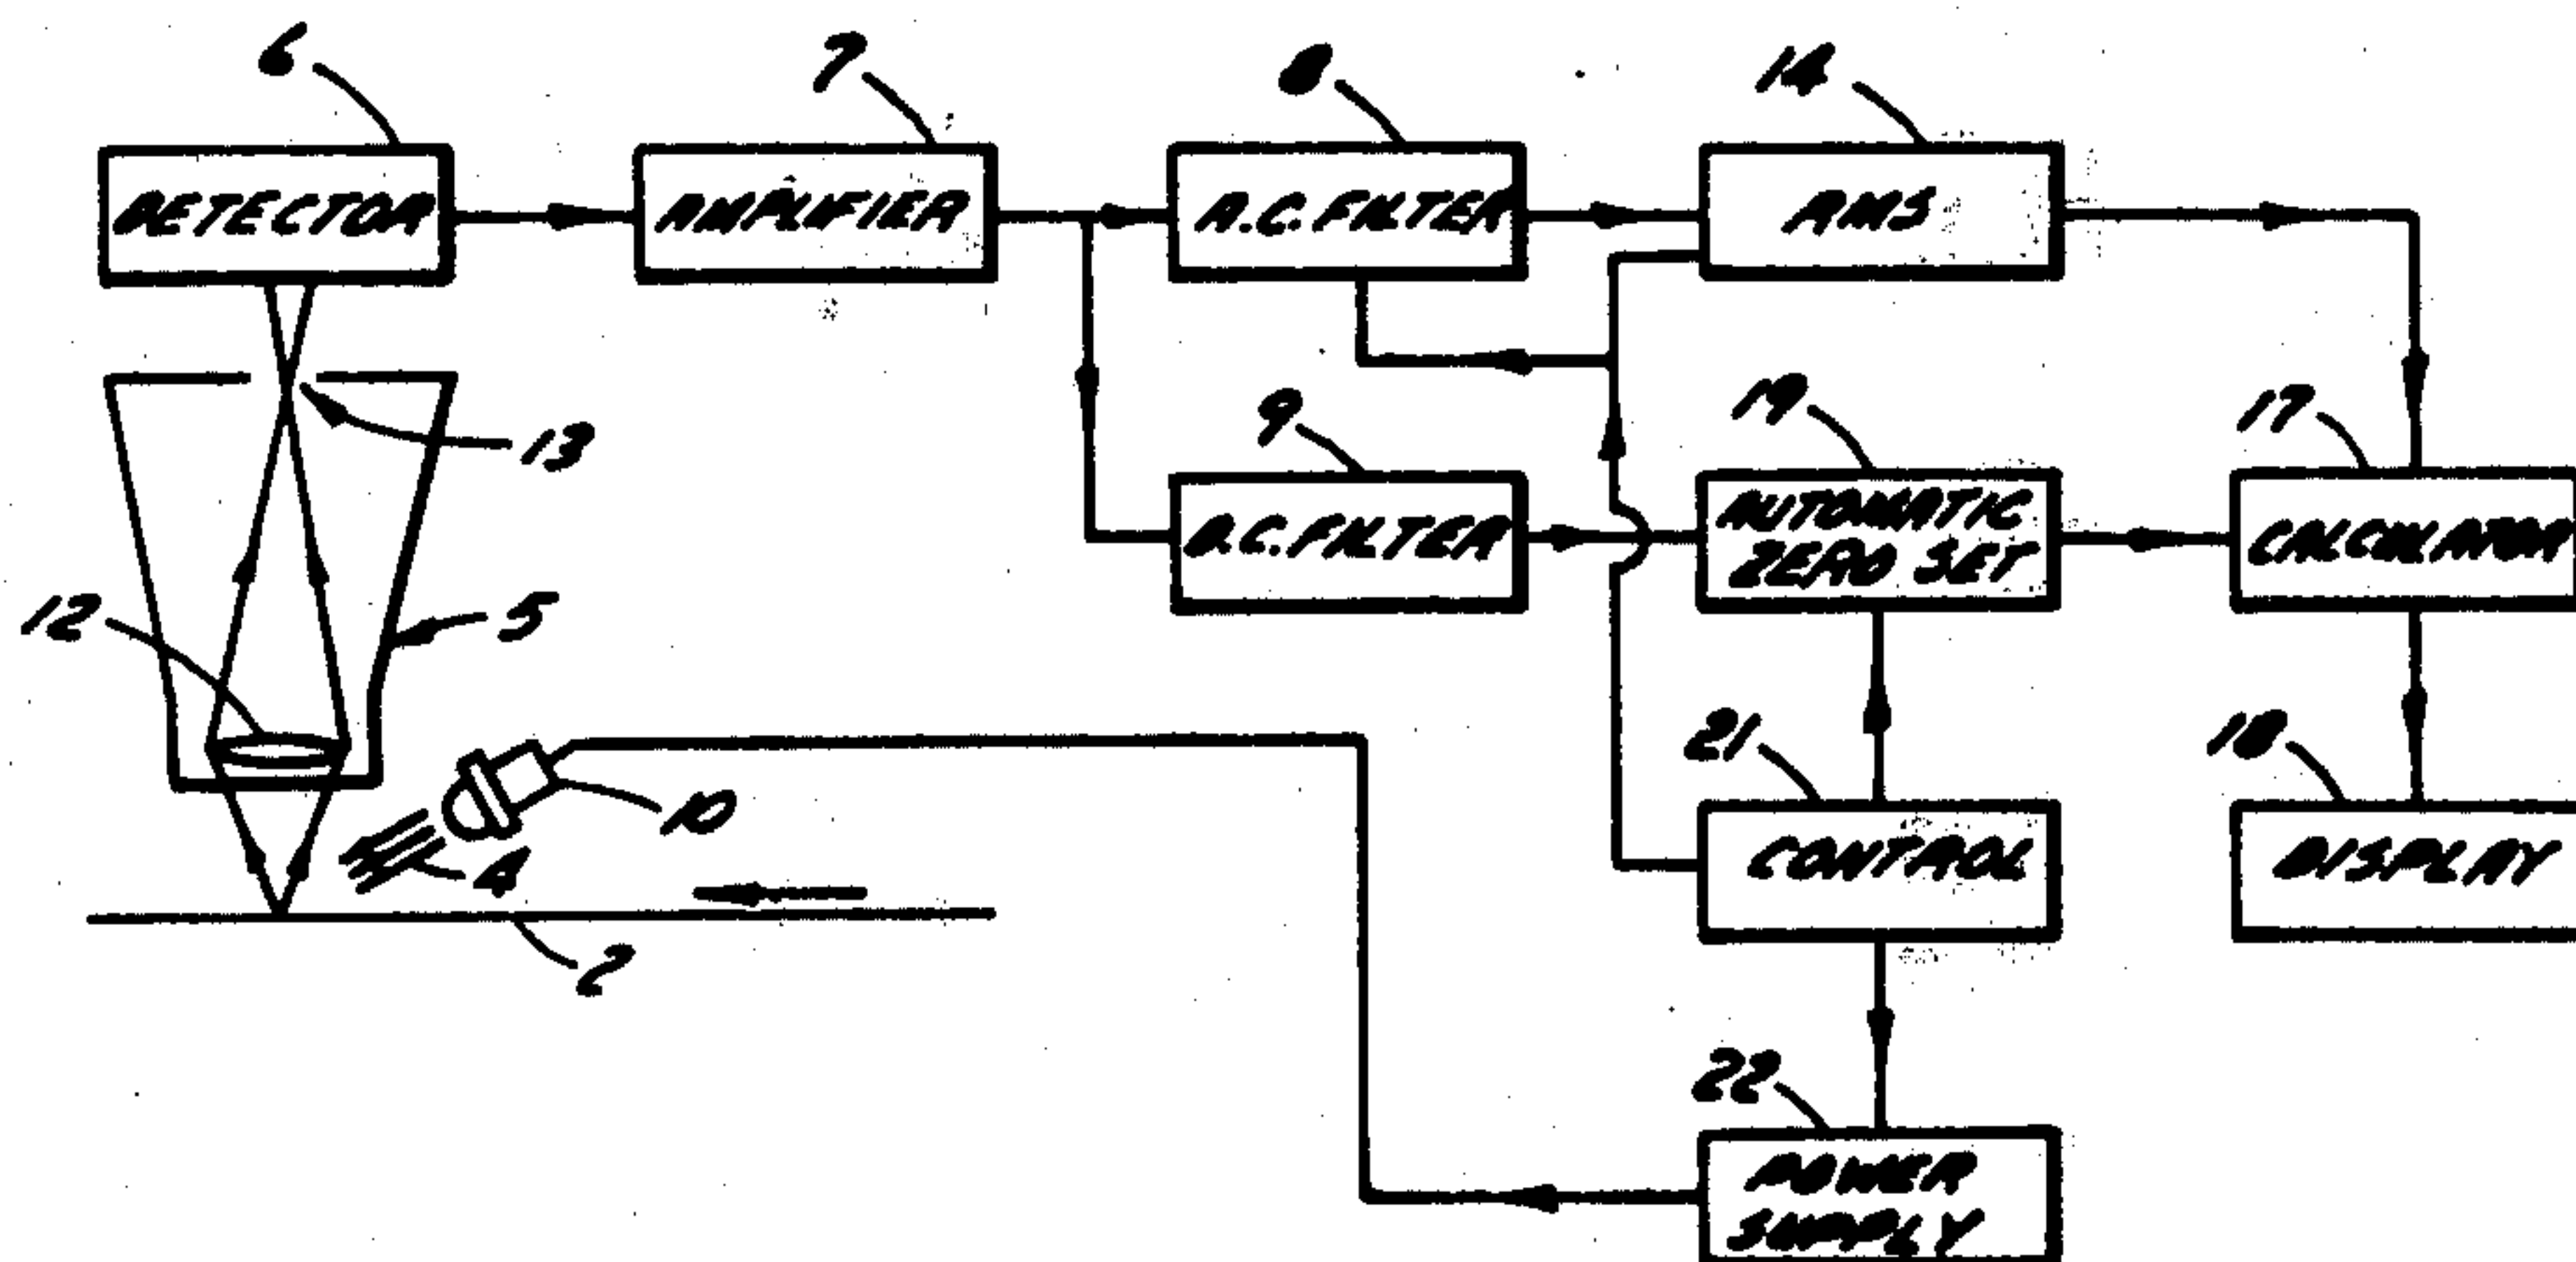 6
7
8
14
DETECTOR
AMPLIFIER
A.C. FILTER
RMS
13
9
19
17
D.C. FILTER
AUTOMATIC
ZERO SET
CALCULATOR
12
5
21
18
10
4
CONTROL
DISPLAY
2
22
POWER
SUPPLY